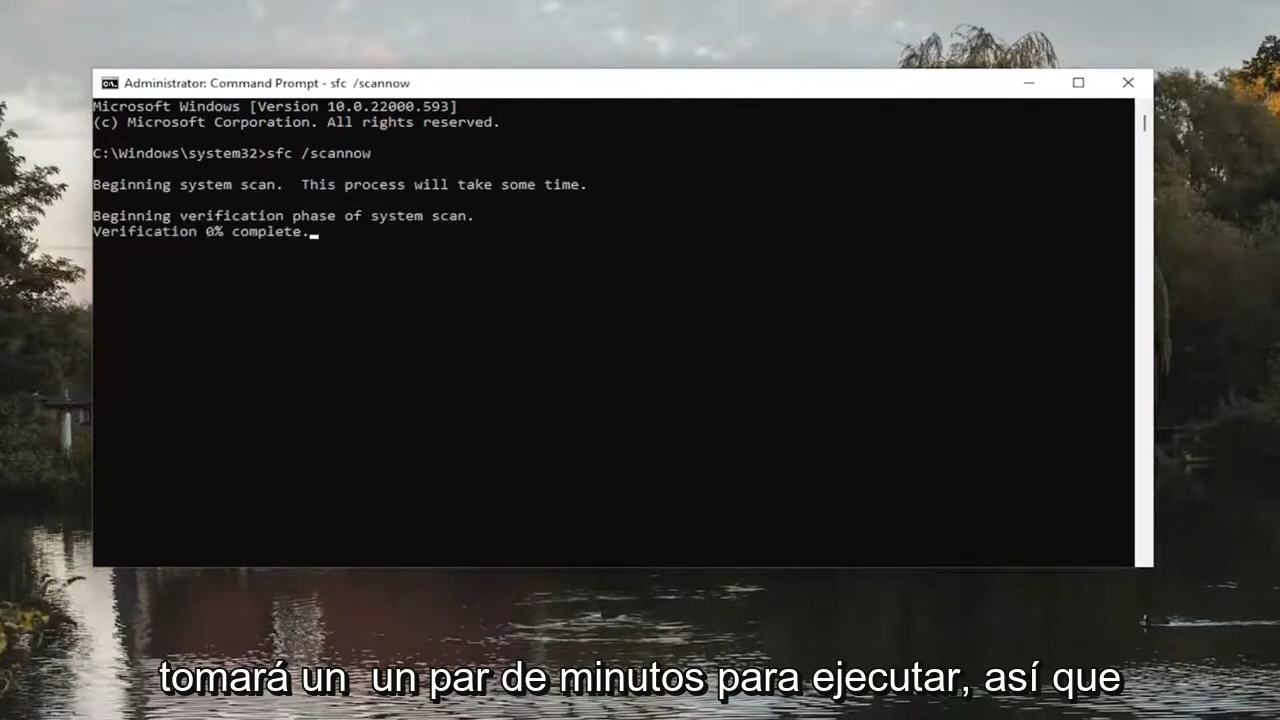 Administrator: Command Prompt - sfc  /scannow
Microsoft Windows [Version 10.0.22000.593]
(c) Microsoft Corporation. All rights reserved.
C:\Windows\system32>sfc /scannow
Beginning system scan.  This process will take some time.
Beginning verification phase of system scan.
Verification 0% complete.
tomará un  un par de minutos para ejecutar, así que